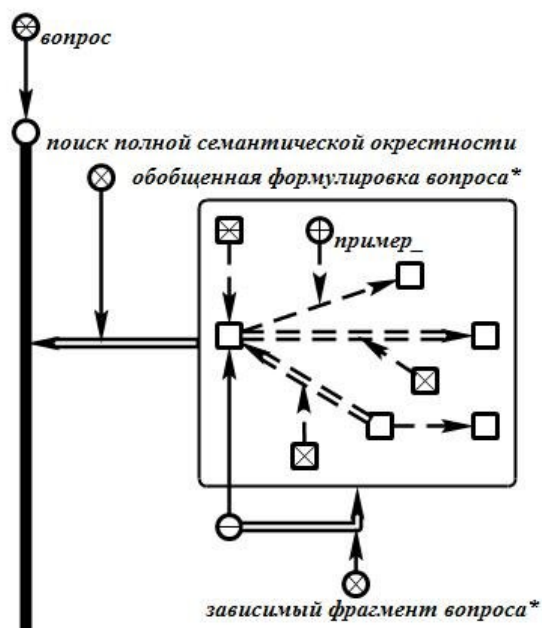 вопрос
поиск полной семантической окрестности
обобщенная формулировка вопроса*
пример_
зависимый фрагмент вопроса*